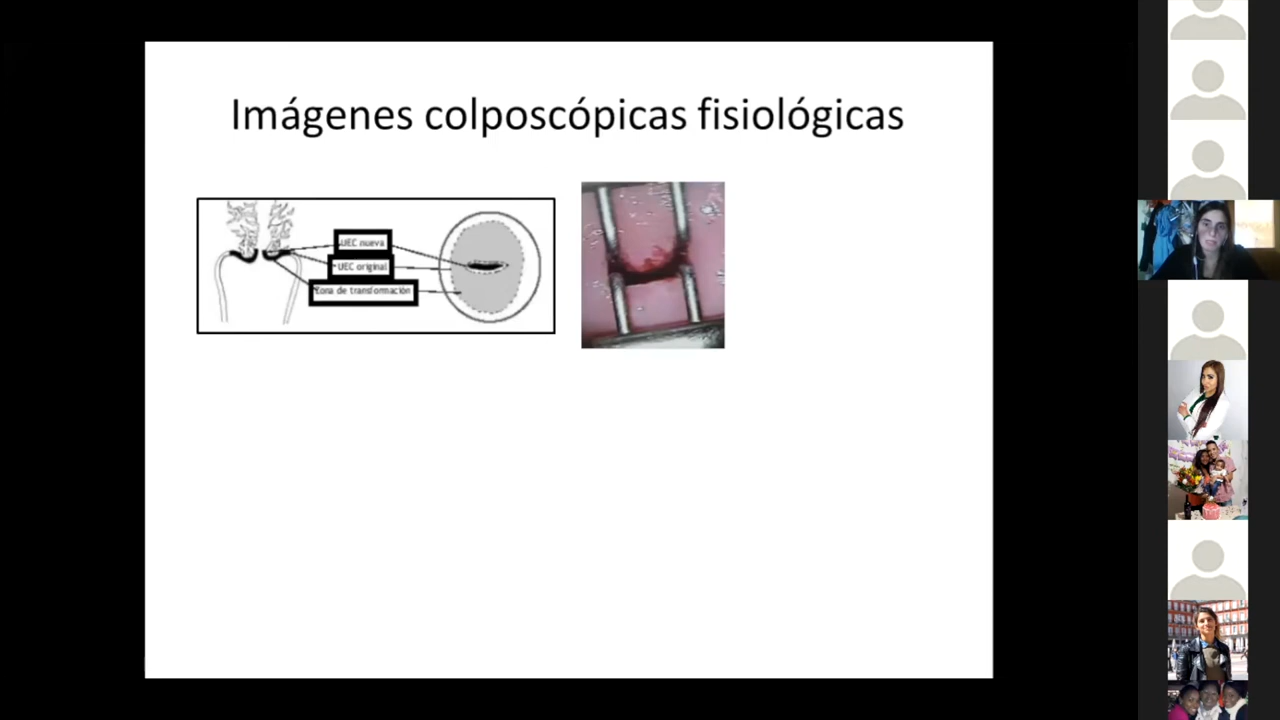 Imágenes colposcópicas fisiológicas
UEC nueva
UEC original
Zona de transformación